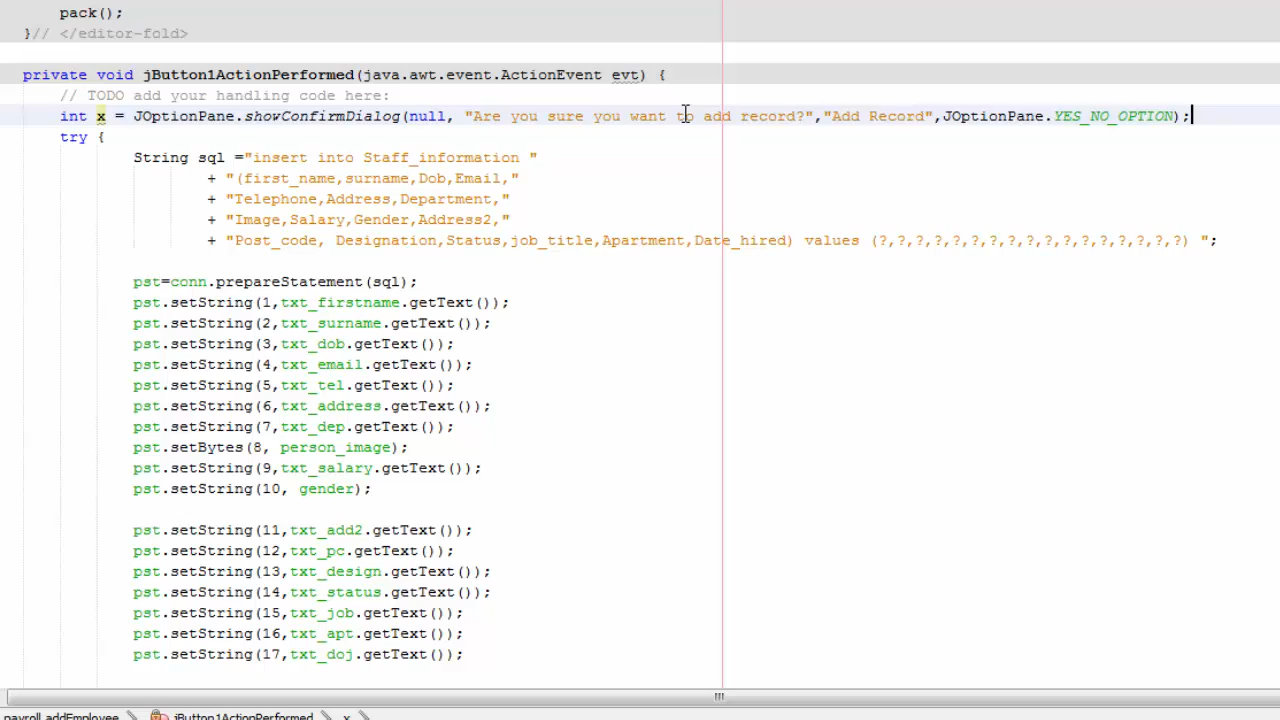 pack();
}// </editor-fold>
private void jButton1ActionPerformed(java.awt.event.ActionEvent evt) {
// TODO add your handling code here:
int x = JOptionPane.showConfirmDialog(null, "Are you sure you want to add record?","Add Record",JOptionPane.YES_NO_OPTION);
try {
String sql ="insert into Staff_information "
+ "(first_name,surname,Dob,Email,"
+ "Telephone,Address,Department,"
+ "Image,Salary,Gender,Address2,"
+ "Post_code, Designation,Status,job_title,Apartment,Date_hired) values (?,?,?,?,?,?,?,?,?,?,?,?,?,?,?,?,?) ";
pst=conn.prepareStatement(sql);
pst.setString(1,txt_firstname.getText());
pst.setString(2,txt_surname.getText());
pst.setString(3,txt_dob.getText());
pst.setString(4,txt_email.getText());
pst.setString(5,txt_tel.getText());
pst.setString(6,txt_address.getText());
pst.setString(7,txt_dep.getText());
pst.setBytes(8, person_image);
pst.setString(9,txt_salary.getText());
pst.setString(10, gender);
pst.setString(11,txt_add2.getText());
pst.setString(12,txt_pc.getText());
pst.setString(13,txt_design.getText());
pst.setString(14,txt_status.getText());
pst.setString(15,txt_job.getText());
pst.setString(16,txt_apt.getText());
pst.setString(17,txt_doj.getText());
payroll.addEmployee jButton1ActionPerformed x